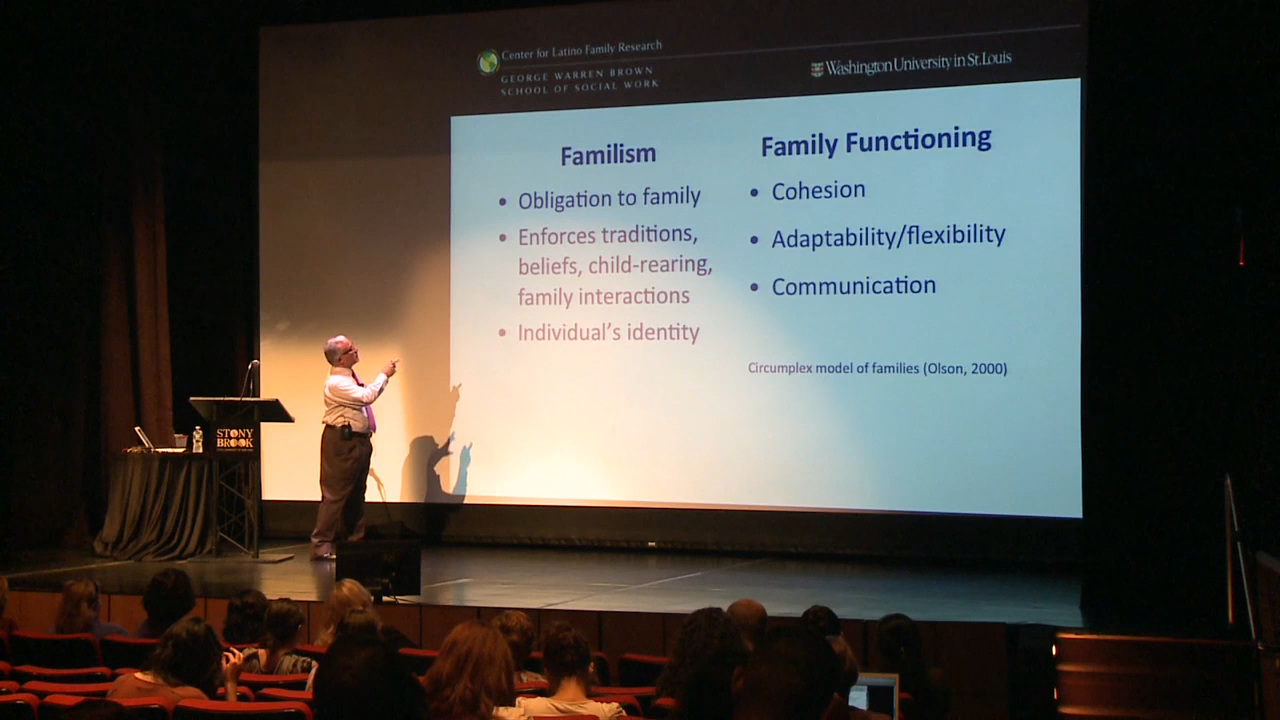 Center for Latino Family Research
GEORGE WARREN BROWN
SCHOOL OF SOCIAL WORK
Washington University in St. Louis
Familism
• Obligation to family
• Enforces traditions,
beliefs, child-rearing,
family interactions
• Individual's identity
Family Functioning
• Cohesion
• Adaptability/flexibility
• Communication
Circumplex model of families (Olson, 2000)
STONY
BROOK